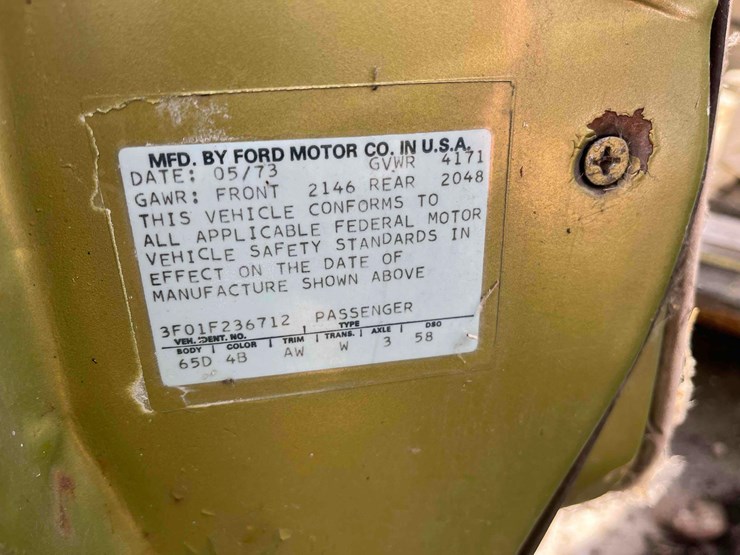 MFD. BY FORD MOTOR CO. IN U.S.A.
DATE: 05/73 GVWR 4171
GAWR: FRONT 2146 REAR 2048
THIS VEHICLE CONFORMS TO
ALL APPLICABLE FEDERAL MOTOR
VEHICLE SAFETY STANDARDS IN
EFFECT ON THE DATE OF
MANUFACTURE SHOWN ABOVE
3F01F236712 PASSENGER
VEH. IDENT. NO. TYPE
BODY COLOR TRIM TRANS. AXLE DSO
65D 4B AW W 3 58